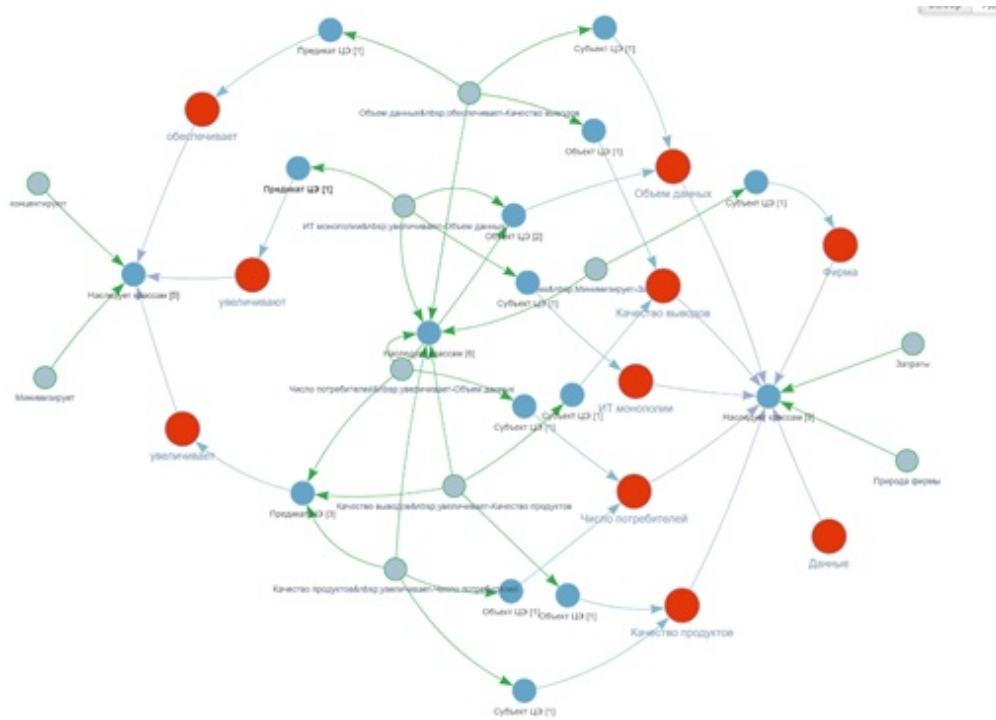 Предикат ЦЭ [1]
Субъект ЦЭ [1]
Объем данных&nbsp;обеспечивает-Качество выводов
обеспечивает
Объект ЦЭ [1]
Предикат ЦЭ [1]
Объем данных
концентрируют
Субъект ЦЭ [1]
ИТ монополии&nbsp;увеличивают-Объем данных
Объект ЦЭ [2]
Фирма
Наследует классам [5]
увеличивают
Субъект ЦЭ [1]
&nbsp;Минимизирует-
Качество выводов
Наследует классам [6]
Затраты
Число потребителей&nbsp;увеличивает-Объем данных
Минимизирует
ИТ монополии
Субъект ЦЭ [1]
Наследует классам [9]
Субъект ЦЭ [1]
увеличивает
Природа фирмы
Качество выводов&nbsp;увеличивает-Качество продуктов
Предикат ЦЭ [3]
Число потребителей
Данные
Качество продуктов&nbsp;увеличивает-Число потребителей
Объект ЦЭ [1]
Объект ЦЭ [1]
Качество продуктов
Субъект ЦЭ [1]